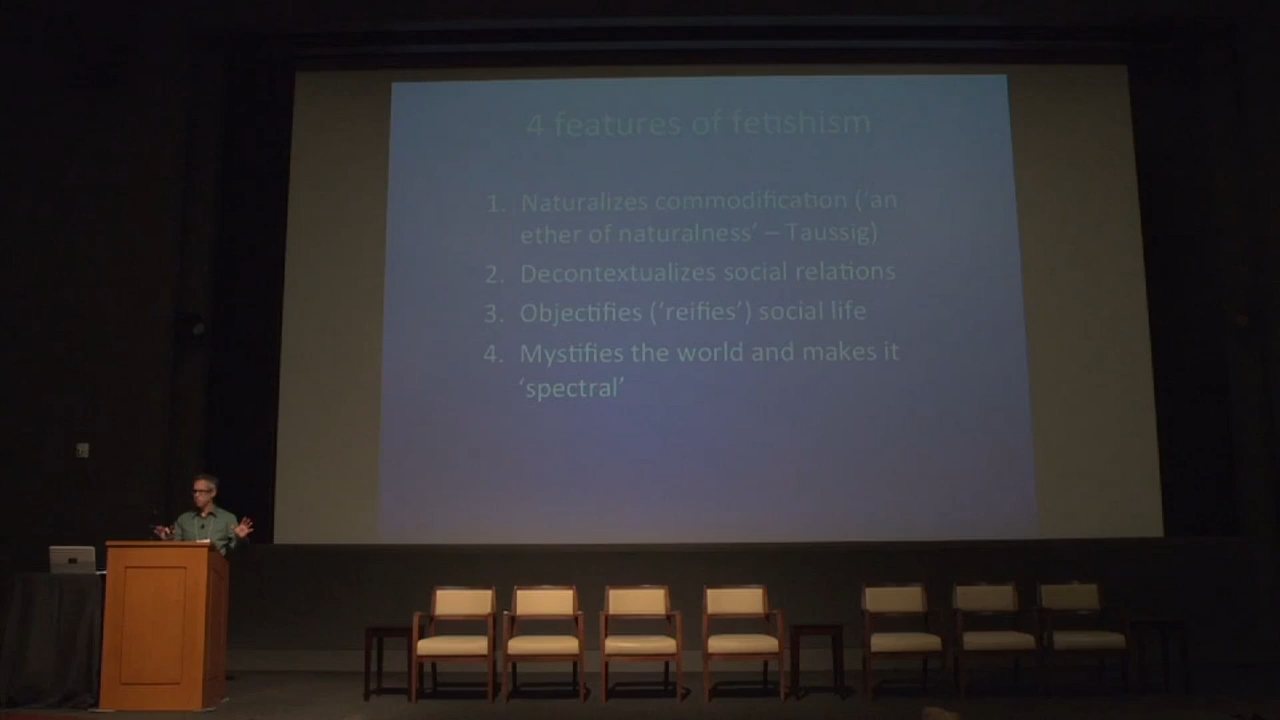 4 features of fetishism
1. Naturalizes commodification (‘an
ether of naturalness’ – Taussig)
2. Decontextualizes social relations
3. Objectifies (‘reifies’) social life
4. Mystifies the world and makes it
‘spectral’